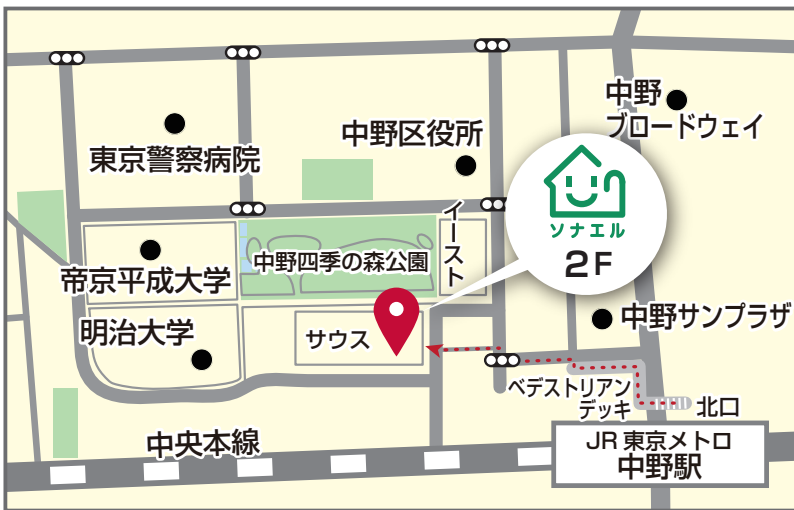 中野
ブロードウェイ
中野区役所
東京警察病院
ソナエル
2F
イースト
中野四季の森公園
帝京平成大学
明治大学
サウス
中野サンプラザ
ペデストリアン
デッキ
北口
中央本線
JR 東京メトロ
中野駅